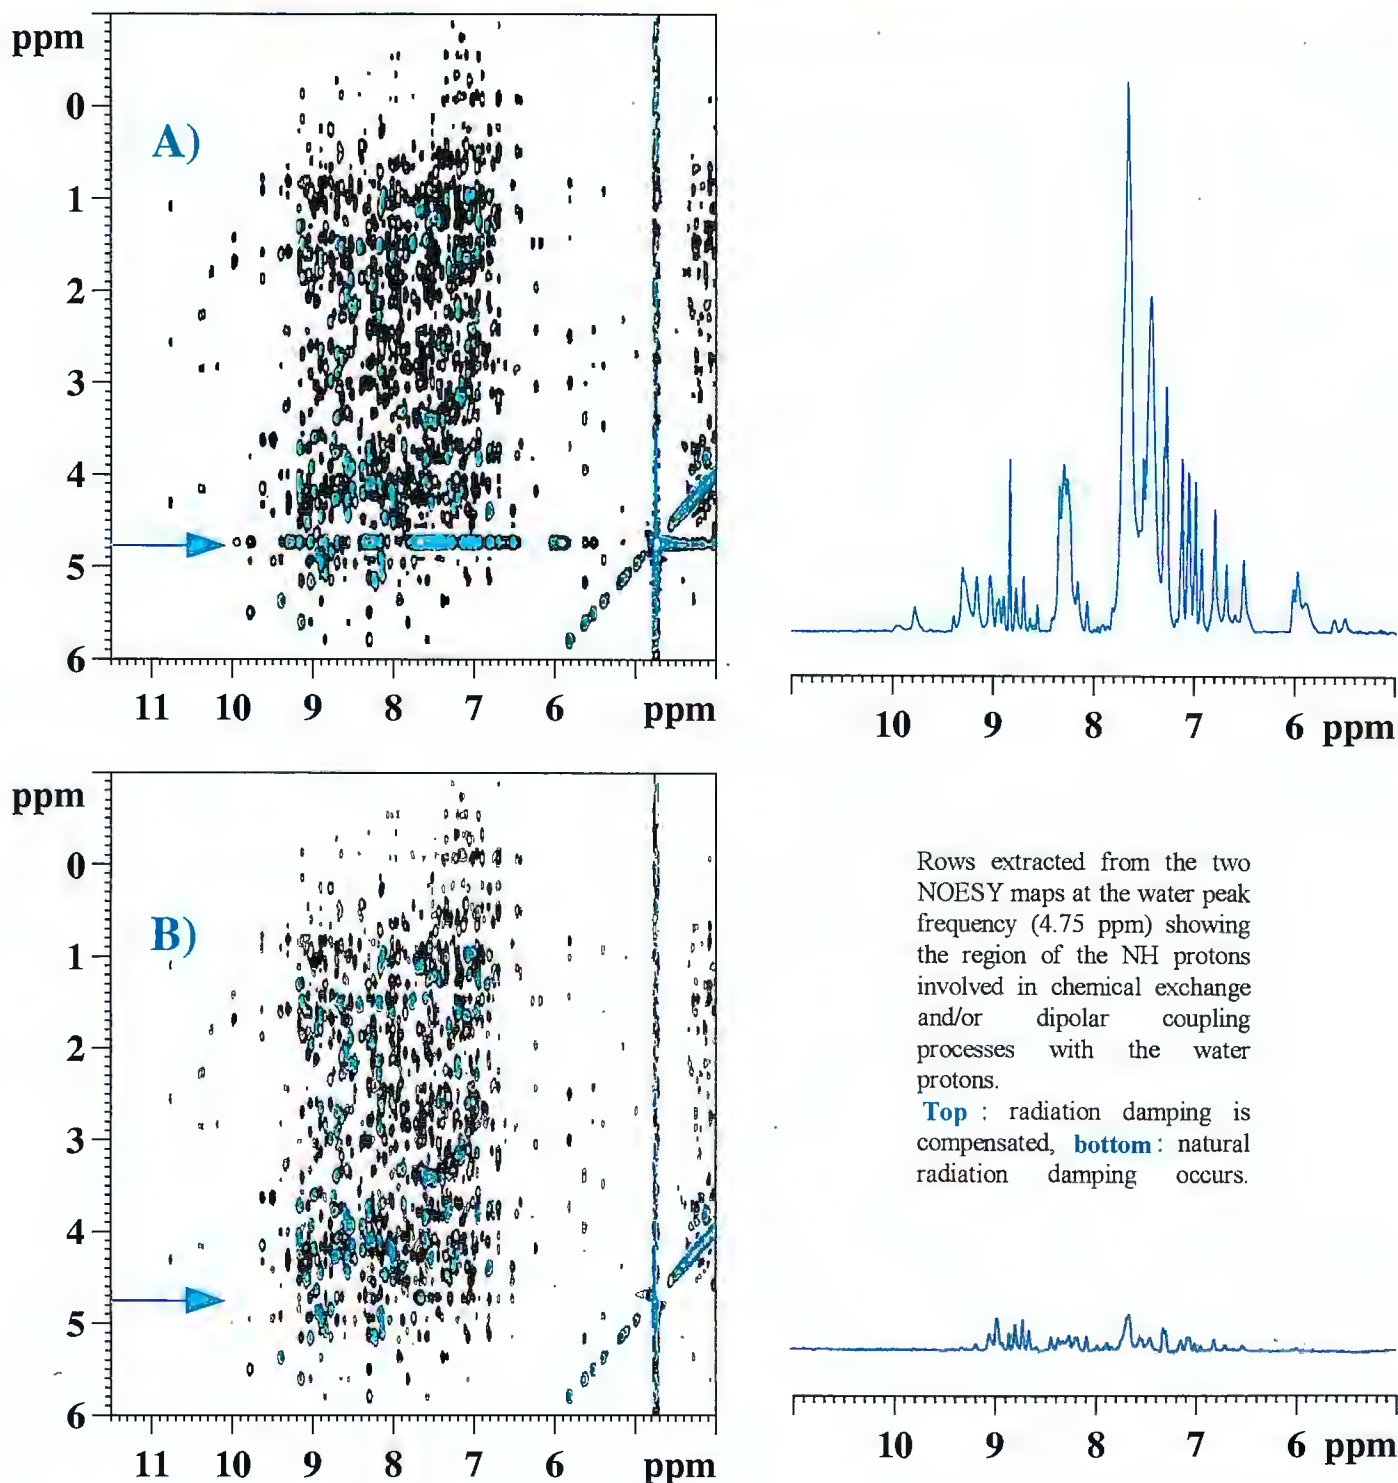 ppm
0
1
2
3
4
5
6
A)
11 10 9 8 7 6 ppm
10 9 8 7 6 ppm
ppm
0
1
2
3
4
5
6
B)
11 10 9 8 7 6 ppm
Rows extracted from the two
NOESY maps at the water peak
frequency (4.75 ppm) showing
the region of the NH protons
involved in chemical exchange
and/or dipolar coupling
processes with the water
protons.
Top : radiation damping is
compensated, bottom : natural
radiation damping occurs.
10 9 8 7 6 ppm